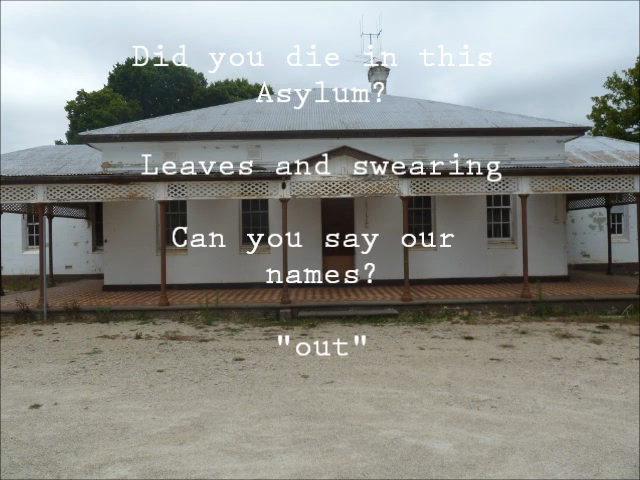 Did you die in this
Asylum?
Leaves and swearing
Can you say our
names?
"out"